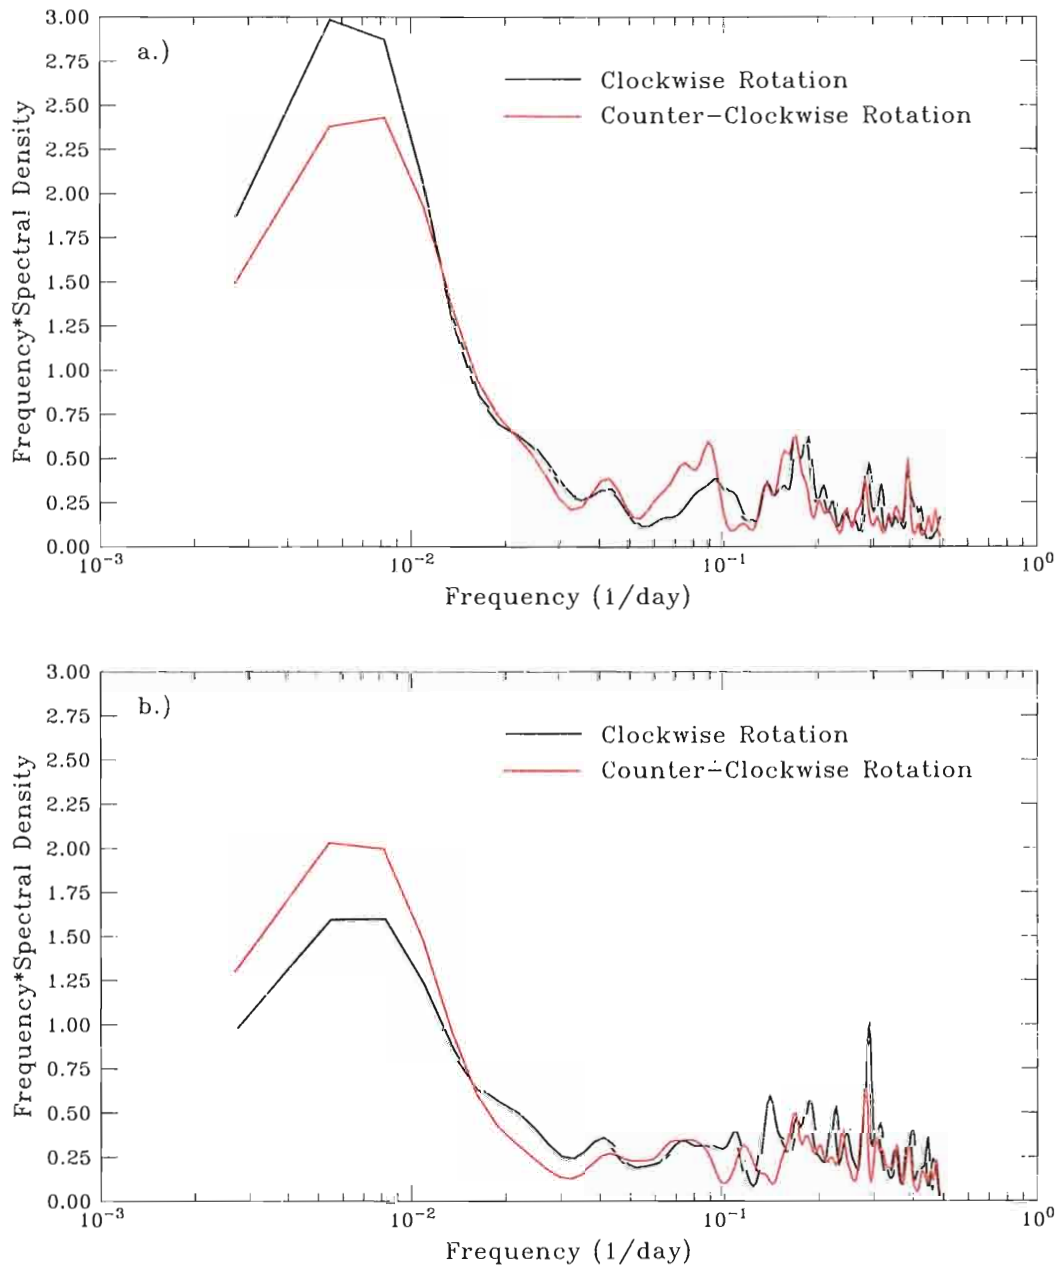 a.)
Clockwise Rotation
Counter-Clockwise Rotation
Frequency*Spectral Density
3.00
2.75
2.50
2.25
2.00
1.75
1.50
1.25
1.00
0.75
0.50
0.25
0.00
10⁻³ 10⁻² 10⁻¹ 10⁰
Frequency (1/day)
b.)
Clockwise Rotation
Counter-Clockwise Rotation
Frequency*Spectral Density
3.00
2.75
2.50
2.25
2.00
1.75
1.50
1.25
1.00
0.75
0.50
0.25
0.00
10⁻³ 10⁻² 10⁻¹ 10⁰
Frequency (1/day)